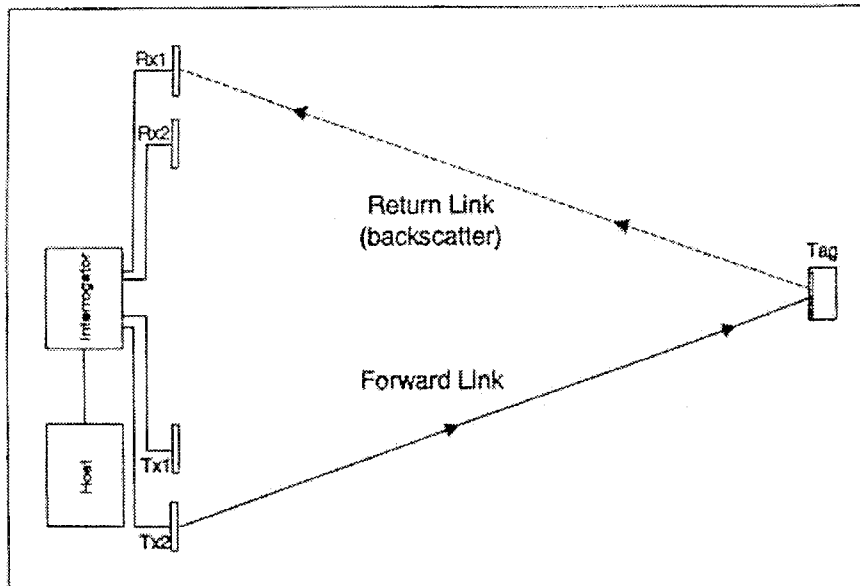 Rx1
Rx2
Return Link
(backscatter)
Tag
Interrogator
Forward Link
Host
Tx1
Tx2